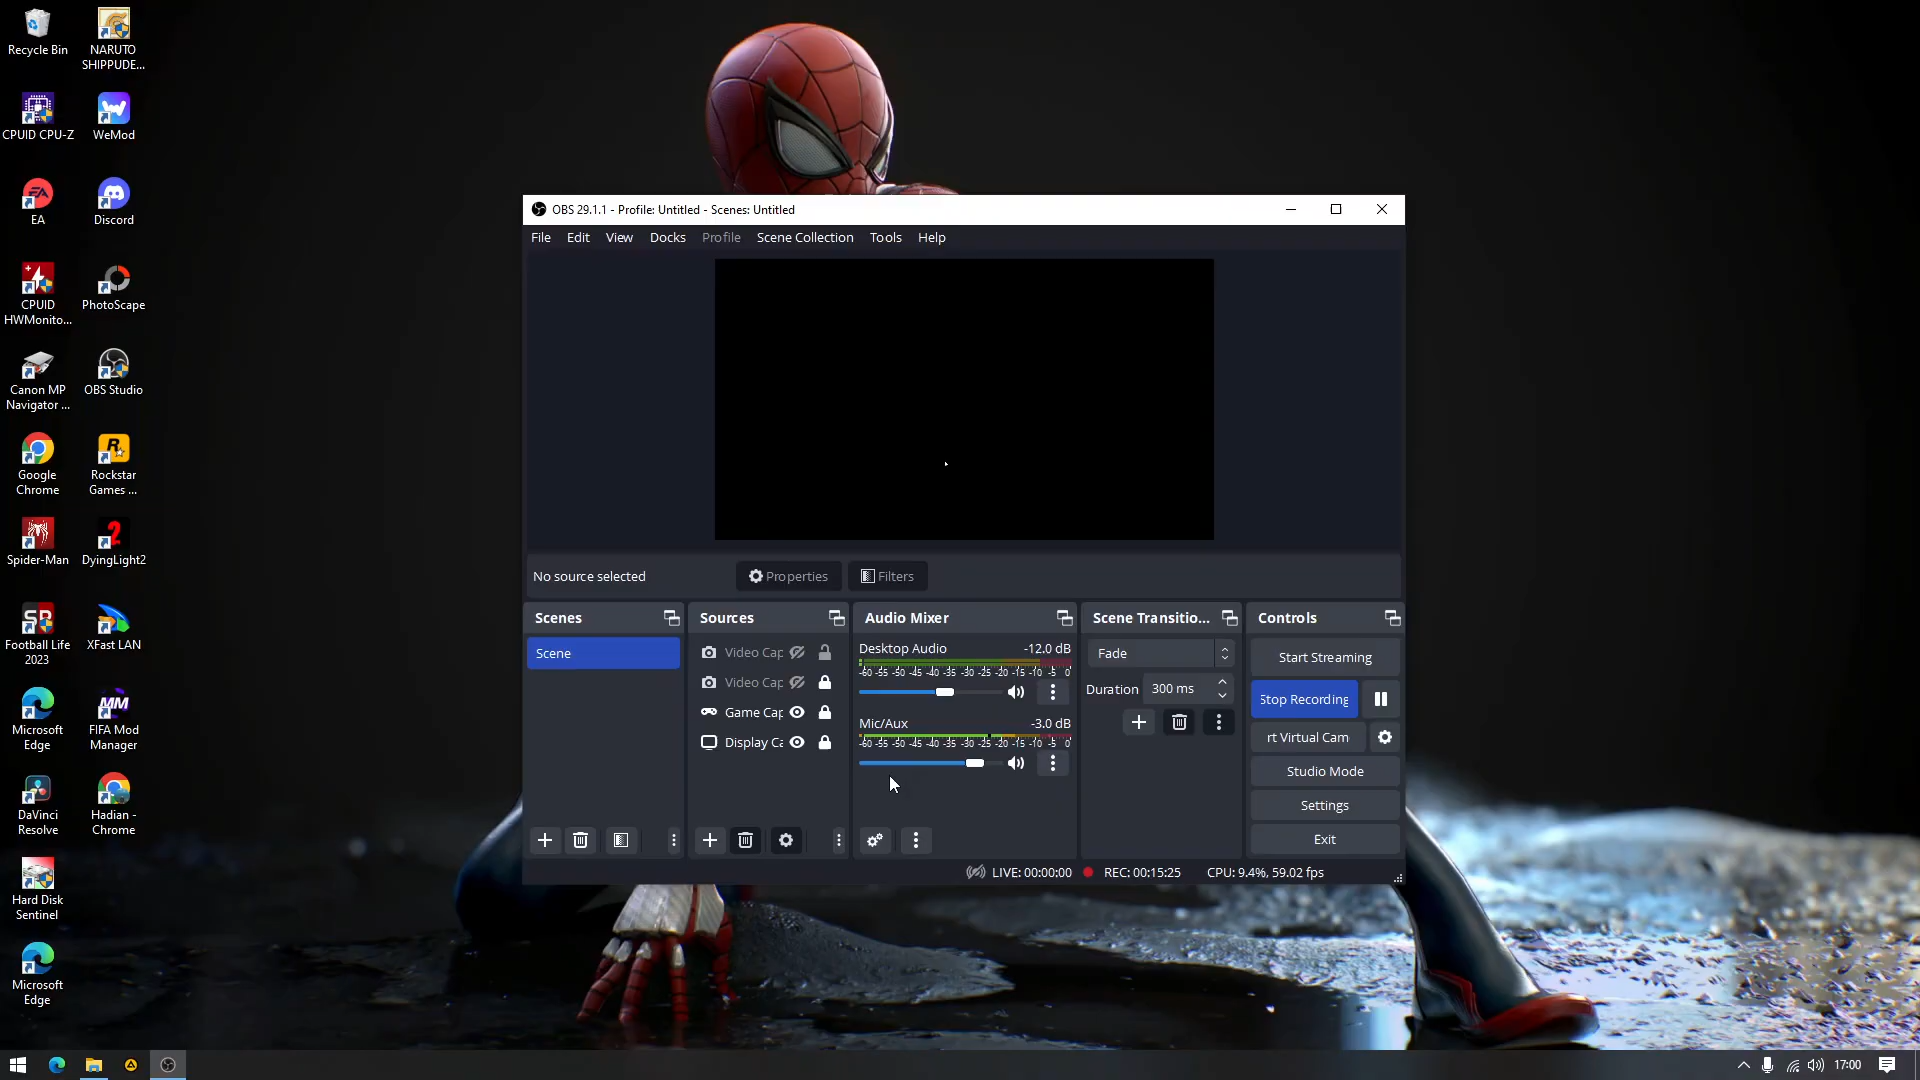 Recycle Bin
NARUTO
SHIPPUDE...
CPUID CPU-Z
WeMod
EA
Discord
CPUID
HWMonito...
PhotoScape
Canon MP
Navigator ...
OBS Studio
Google
Chrome
Rockstar
Games ...
Spider-Man
DyingLight2
Football Life
2023
XFast LAN
Microsoft
Edge
FIFA Mod
Manager
DaVinci
Resolve
Hadian -
Chrome
Hard Disk
Sentinel
Microsoft
Edge
OBS 29.1.1 - Profile: Untitled - Scenes: Untitled
File Edit View Docks Profile Scene Collection Tools Help
No source selected
Properties
Filters
Scenes
Scene
Sources
Video Cap
Video Cap
Game Cap
Display Ca
Audio Mixer
Desktop Audio -12.0 dB
-60 -55 -50 -45 -40 -35 -30 -25 -20 -15 -10 -5 0
Mic/Aux -3.0 dB
-60 -55 -50 -45 -40 -35 -30 -25 -20 -15 -10 -5 0
Scene Transitio...
Fade
Duration 300 ms
Controls
Start Streaming
Stop Recording
rt Virtual Cam
Studio Mode
Settings
Exit
LIVE: 00:00:00 REC: 00:15:25 CPU: 9.4%, 59.02 fps
17:00